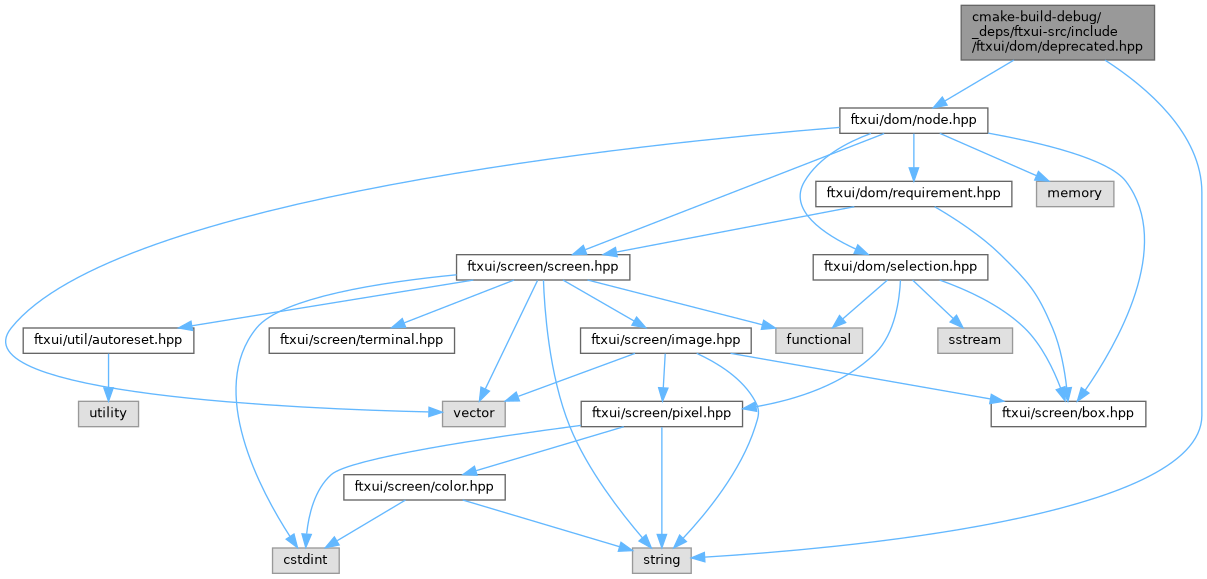 cmake-build-debug/
_deps/ftxui-src/include
/ftxui/dom/deprecated.hpp
ftxui/dom/node.hpp
ftxui/dom/requirement.hpp
memory
ftxui/screen/screen.hpp
ftxui/dom/selection.hpp
ftxui/util/autoreset.hpp
ftxui/screen/terminal.hpp
ftxui/screen/image.hpp
functional
sstream
utility
vector
ftxui/screen/pixel.hpp
ftxui/screen/box.hpp
ftxui/screen/color.hpp
cstdint
string